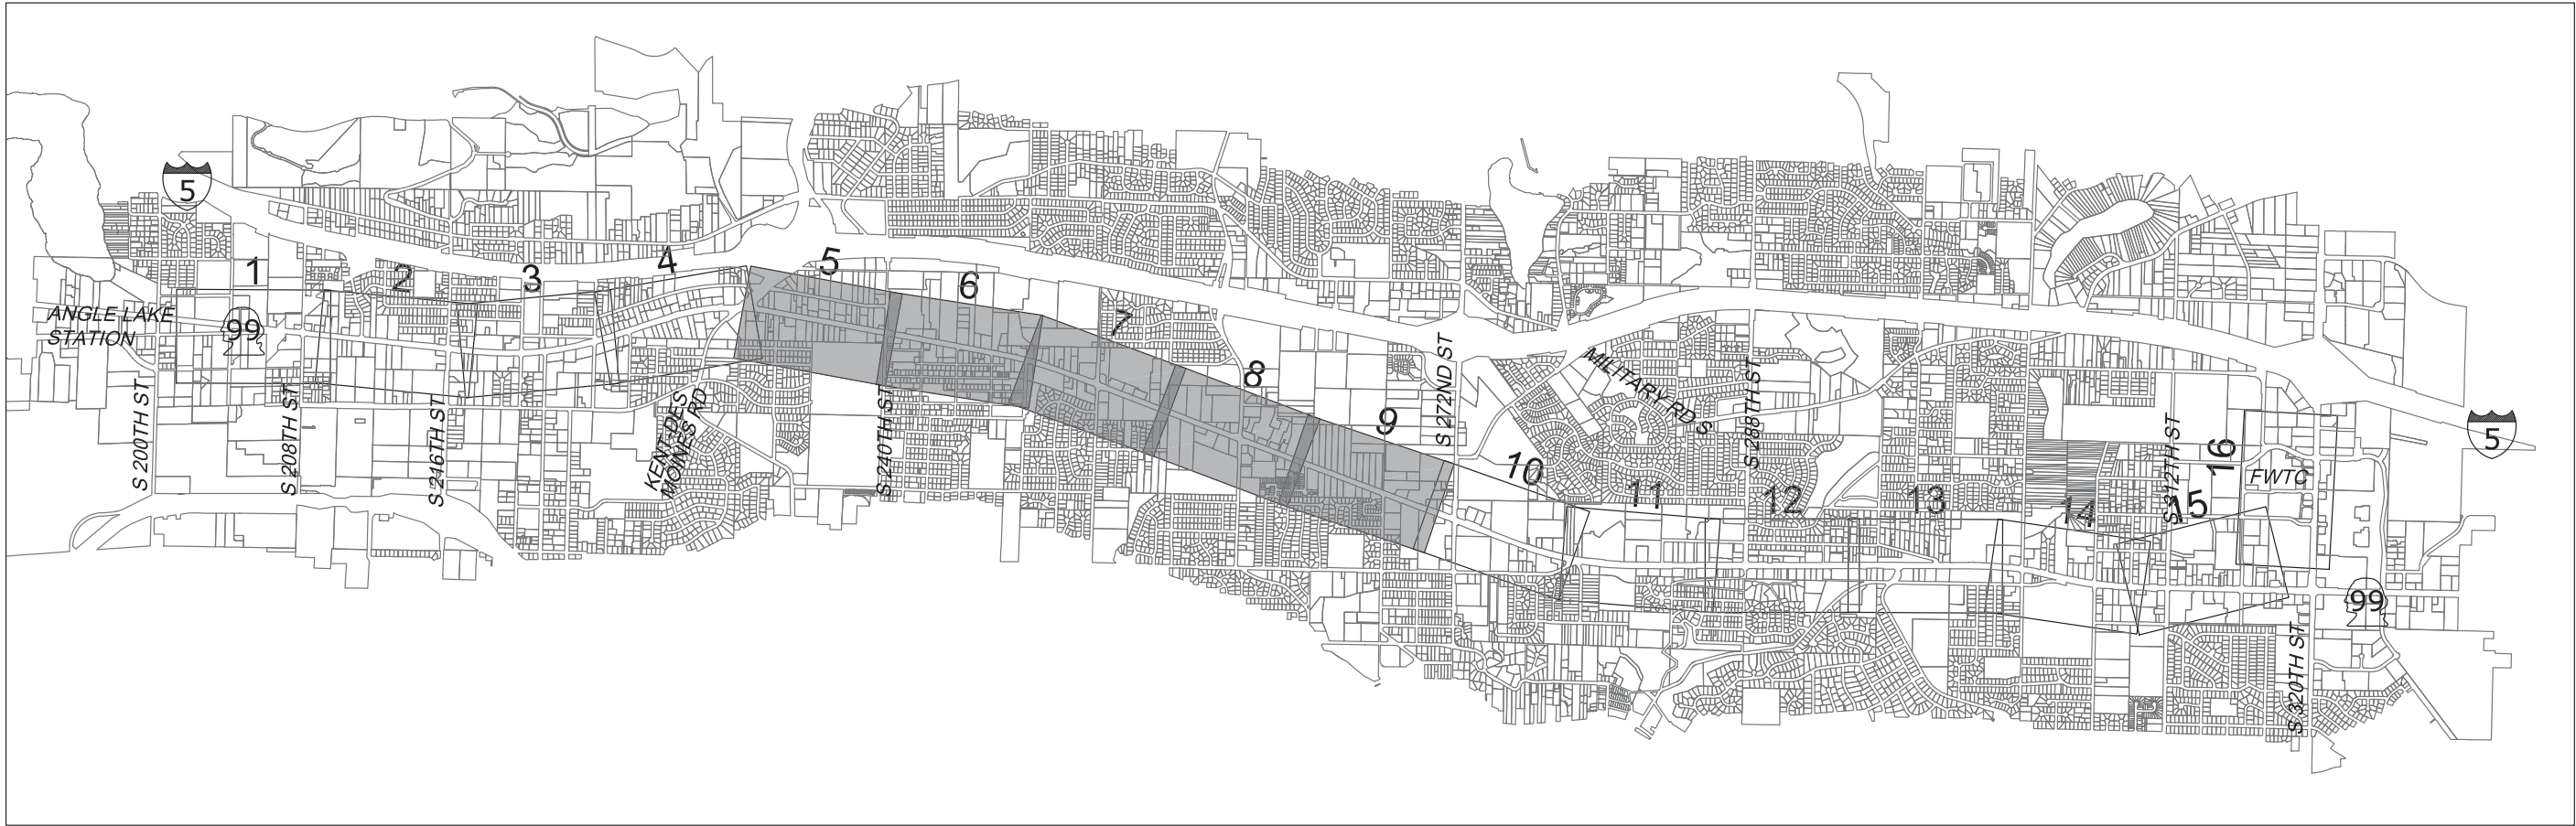 5
1
2
3
4
5
6
7
8
9
10
11
12
13
14
15
16
ANGLE LAKE
STATION
99
S 200TH ST
S 208TH ST
S 216TH ST
KENT-DES
MOINES RD
S 240TH ST
S 272ND ST
MILITARY RD S
S 288TH ST
S 312TH ST
FWTC
5
99
S 320TH ST